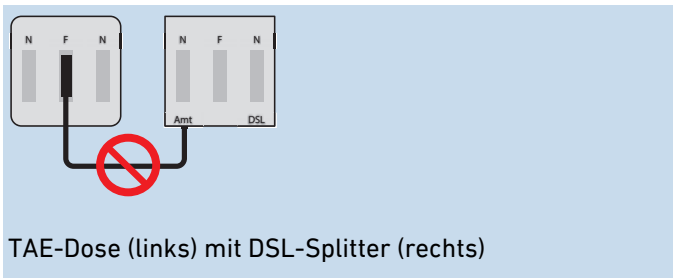 N F N N F N
Amt DSL
TAE-Dose (links) mit DSL-Splitter (rechts)